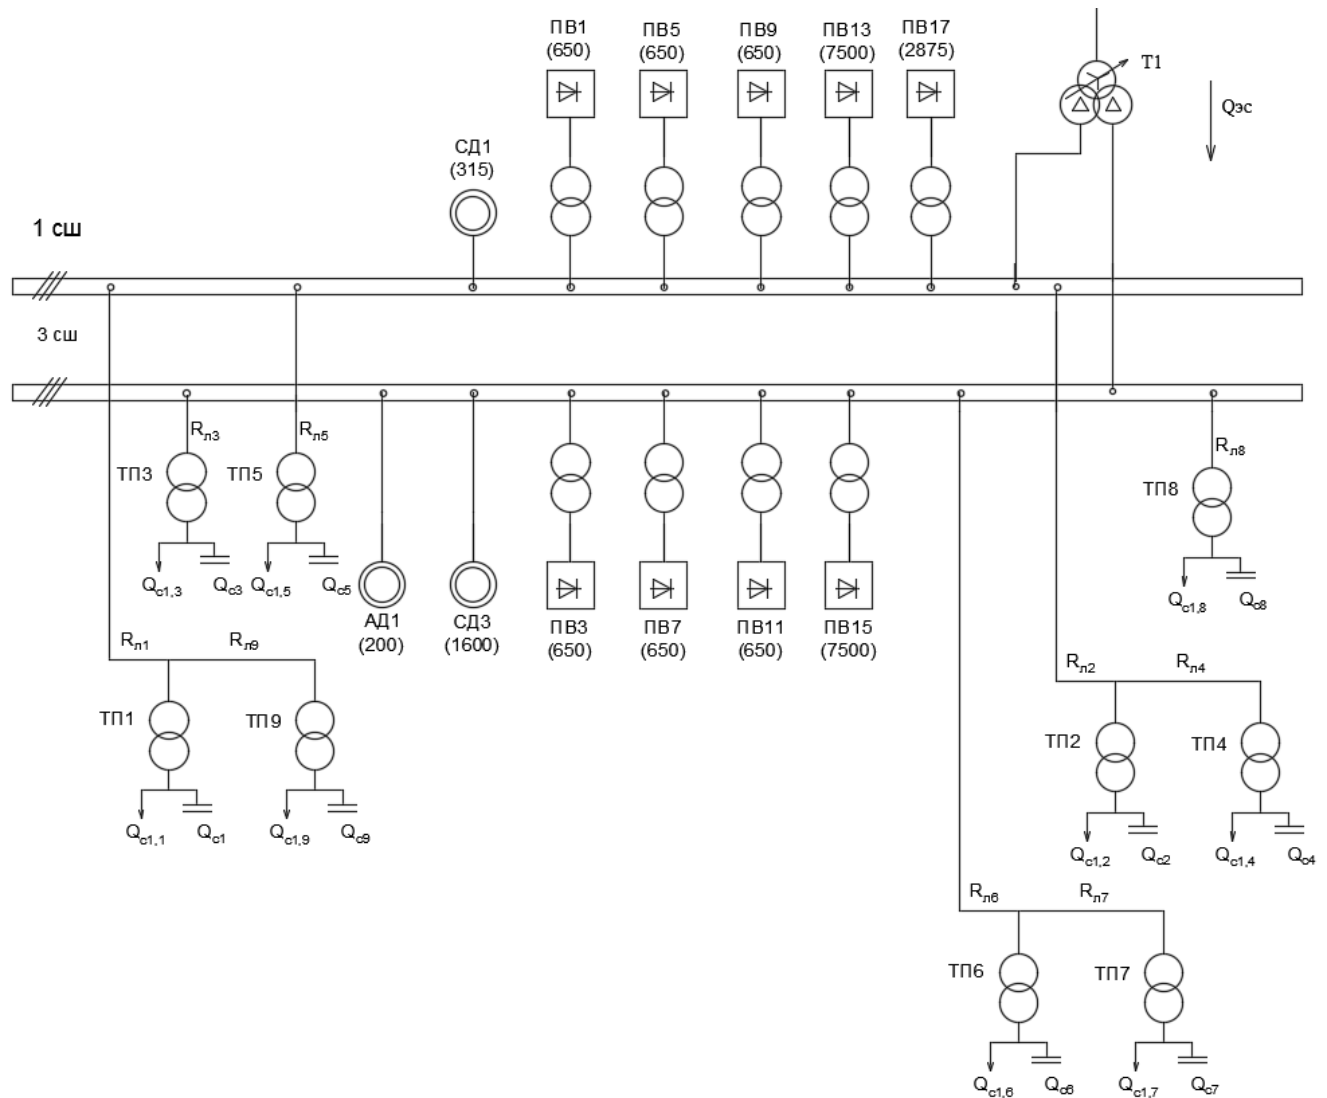 ПВ1 ПВ5 ПВ9 ПВ13 ПВ17
(650) (650) (650) (7500) (2875)
T1
Qэс
СД1
(315)
1 сш
3 сш
Rл3 Rл5
ТП3 ТП5
Rл8
ТП8
Qс1,3 Qс3 Qс1,5 Qс5
Qс1,8 Qс8
АД1 СД3 ПВ3 ПВ7 ПВ11 ПВ15
(200) (1600) (650) (650) (650) (7500)
Rл1 Rл9
Rл2 Rл4
ТП1 ТП9
ТП2 ТП4
Qс1,1 Qс1 Qс1,9 Qс9
Qс1,2 Qс2 Qс1,4 Qс4
Rл6 Rл7
ТП6 ТП7
Qс1,6 Qс6 Qс1,7 Qс7